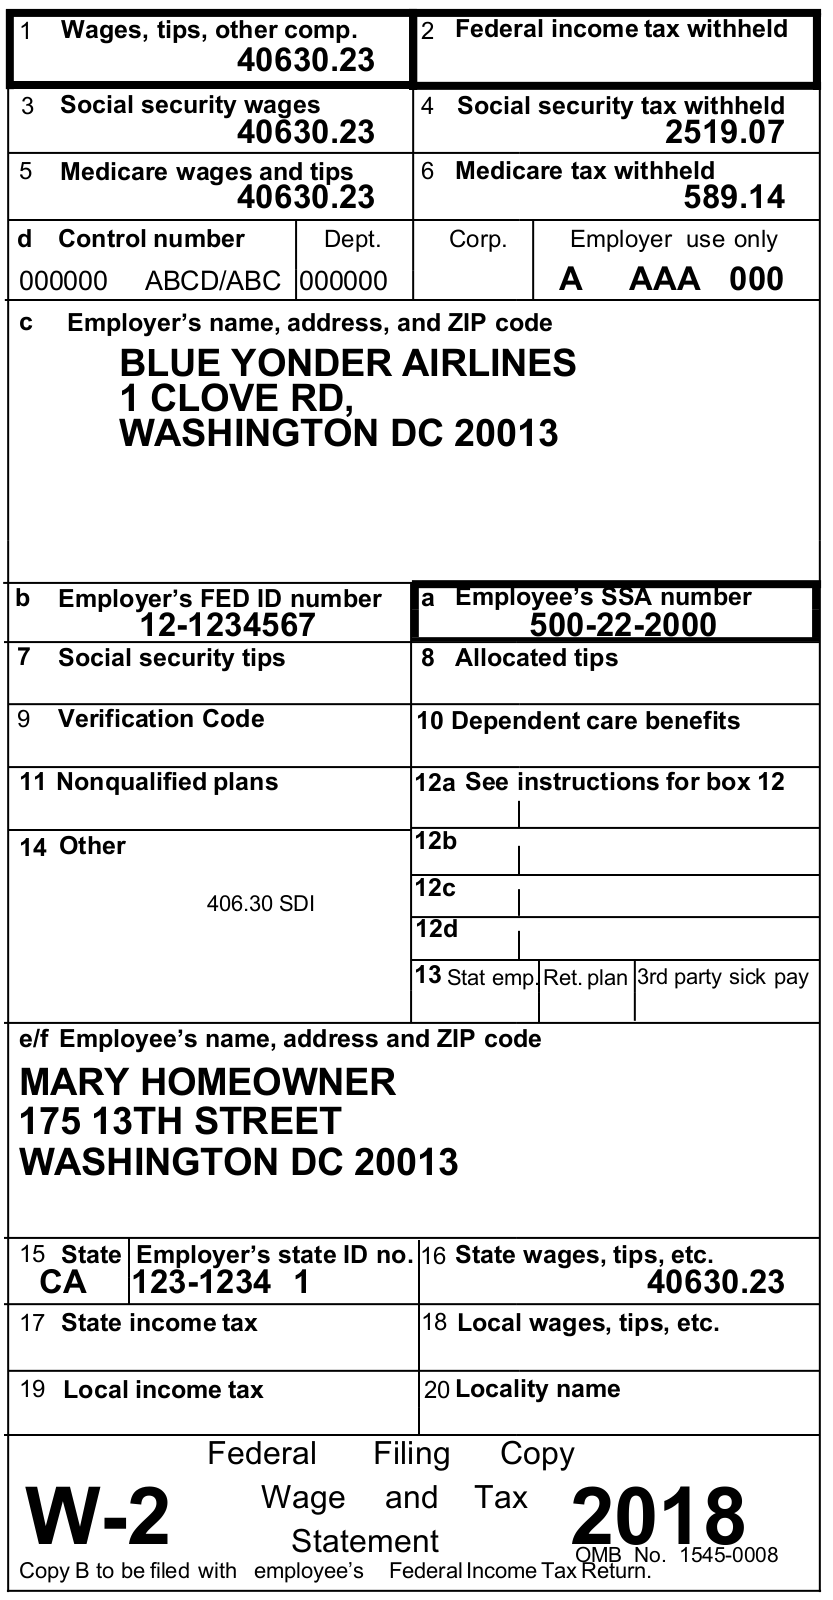 1 Wages, tips, other comp.
40630.23
2 Federal income tax withheld
3 Social security wages
40630.23
4 Social security tax withheld
2519.07
5 Medicare wages and tips
40630.23
6 Medicare tax withheld
589.14
d Control number
000000 ABCD/ABC
Dept.
000000
Corp.
Employer use only
A AAA 000
c Employer’s name, address, and ZIP code
BLUE YONDER AIRLINES
1 CLOVE RD,
WASHINGTON DC 20013
b Employer’s FED ID number
12-1234567
a Employee’s SSA number
500-22-2000
7 Social security tips
8 Allocated tips
9 Verification Code
10 Dependent care benefits
11 Nonqualified plans
12a See instructions for box 12
14 Other
406.30 SDI
12b
12c
12d
13 Stat emp. Ret. plan 3rd party sick pay
e/f Employee’s name, address and ZIP code
MARY HOMEOWNER
175 13TH STREET
WASHINGTON DC 20013
15 State
CA
Employer’s state ID no.
123-1234 1
16 State wages, tips, etc.
40630.23
17 State income tax
18 Local wages, tips, etc.
19 Local income tax
20 Locality name
Federal Filing Copy
W-2
Wage and Tax
Statement
2018
OMB No. 1545-0008
Copy B to be filed with employee’s Federal Income Tax Return.